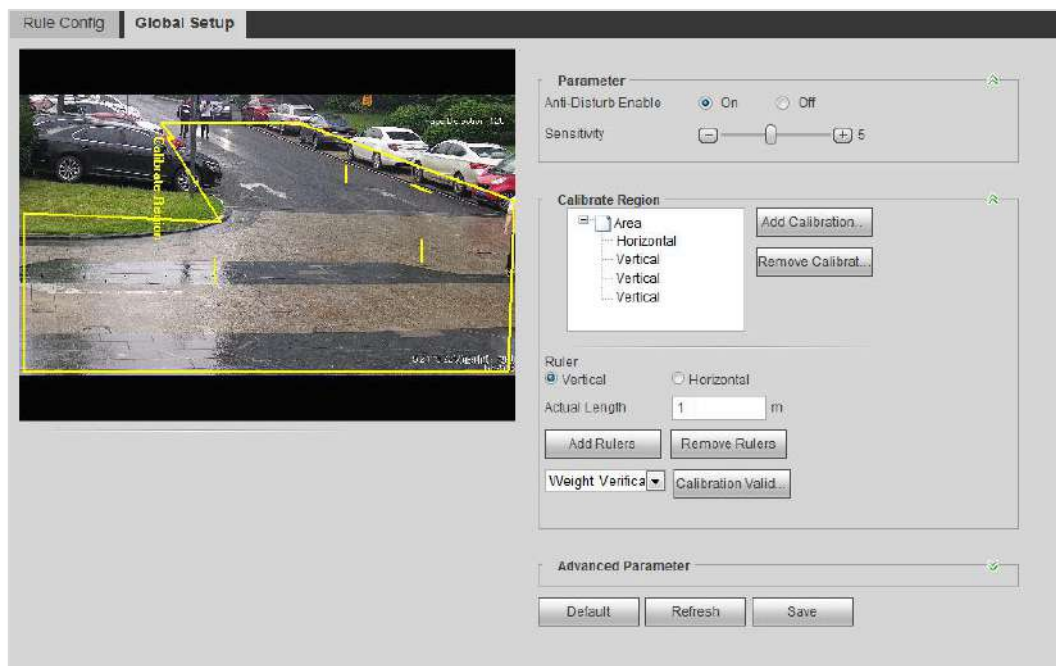 Rule Config Global Setup
Parameter
Anti-Disturb Enable On Off
Sensitivity 5
Calibrate Region
Calibrate Region
Area
Horizontal
Vertical
Vertical
Vertical
Add Calibration...
Remove Calibrat...
Ruler
Vertical Horizontal
Actual Length 1 m
Add Rulers Remove Rulers
Weight Verifica Calibration Valid...
Advanced Parameter
Default Refresh Save